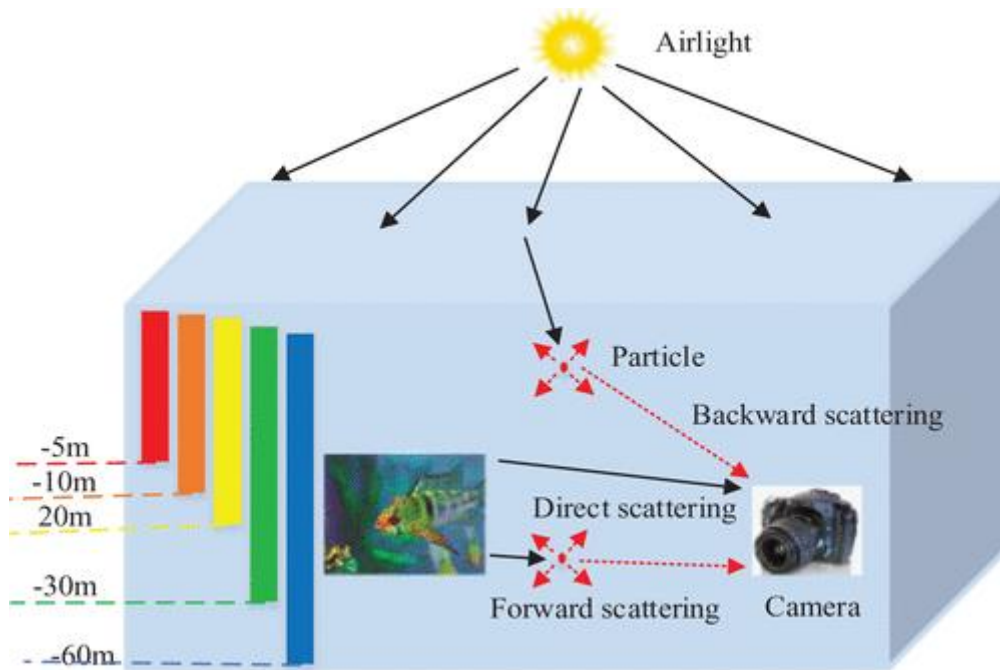 Airlight
Particle
Backward scattering
-5m
-10m
20m
-30m
-60m
Direct scattering
Forward scattering
Camera